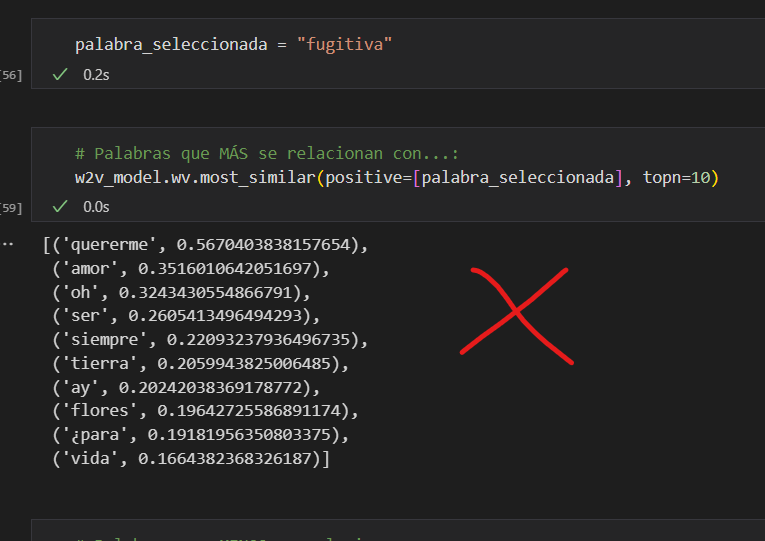 palabra_seleccionada = "fugitiva"
[56] 0.2s
# Palabras que MÁS se relacionan con...:
w2v_model.wv.most_similar(positive=[palabra_seleccionada], topn=10)
[59] 0.0s
[('quererme', 0.5670403838157654),
('amor', 0.3516010642051697),
('oh', 0.3243430554866791),
('ser', 0.2605413496494293),
('siempre', 0.22093237936496735),
('tierra', 0.2059943825006485),
('ay', 0.20242038369178772),
('flores', 0.19642725586891174),
('¿para', 0.19181956350803375),
('vida', 0.1664382368326187)]